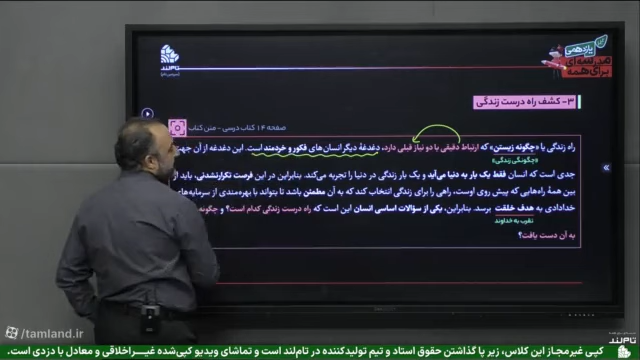 یازدهمی
مدرسه‌ای
برای همه
تام‌لند
۳- کشف راه درست زندگی
صفحه ۱۴ کتاب درسی - متن کتاب
راه زندگی یا «چگونه زیستن» که ارتباط دقیقی با دو نیاز قبلی دارد، دغدغهٔ دیگر انسان‌های فکور و خردمند است. این دغدغه از آن جهت
«چگونگی زندگی»
جدی است که انسان فقط یک بار به دنیا می‌آید و یک بار زندگی در دنیا را تجربه می‌کند. بنابراین در این فرصت تکرارنشدنی، باید از
بین همهٔ راه‌هایی که پیش روی اوست، راهی را برای زندگی انتخاب کند که به آن مطمئن باشد تا بتواند با بهره‌مندی از سرمایه‌های
خدادادی به هدف خلقت برسد. بنابراین، یکی از سؤالات اساسی انسان این است که راه درست زندگی کدام است؟ و چگونه
تقرب به خداوند
به آن دست یافت؟
/tamland.ir
تام‌لند
کپی غیرمجاز این کلاس، زیر پا گذاشتن حقوق استاد و تیم تولیدکننده در تام‌لند است و تماشای ویدیو کپی‌شده غیــراخلاقی و معادل با دزدی است.